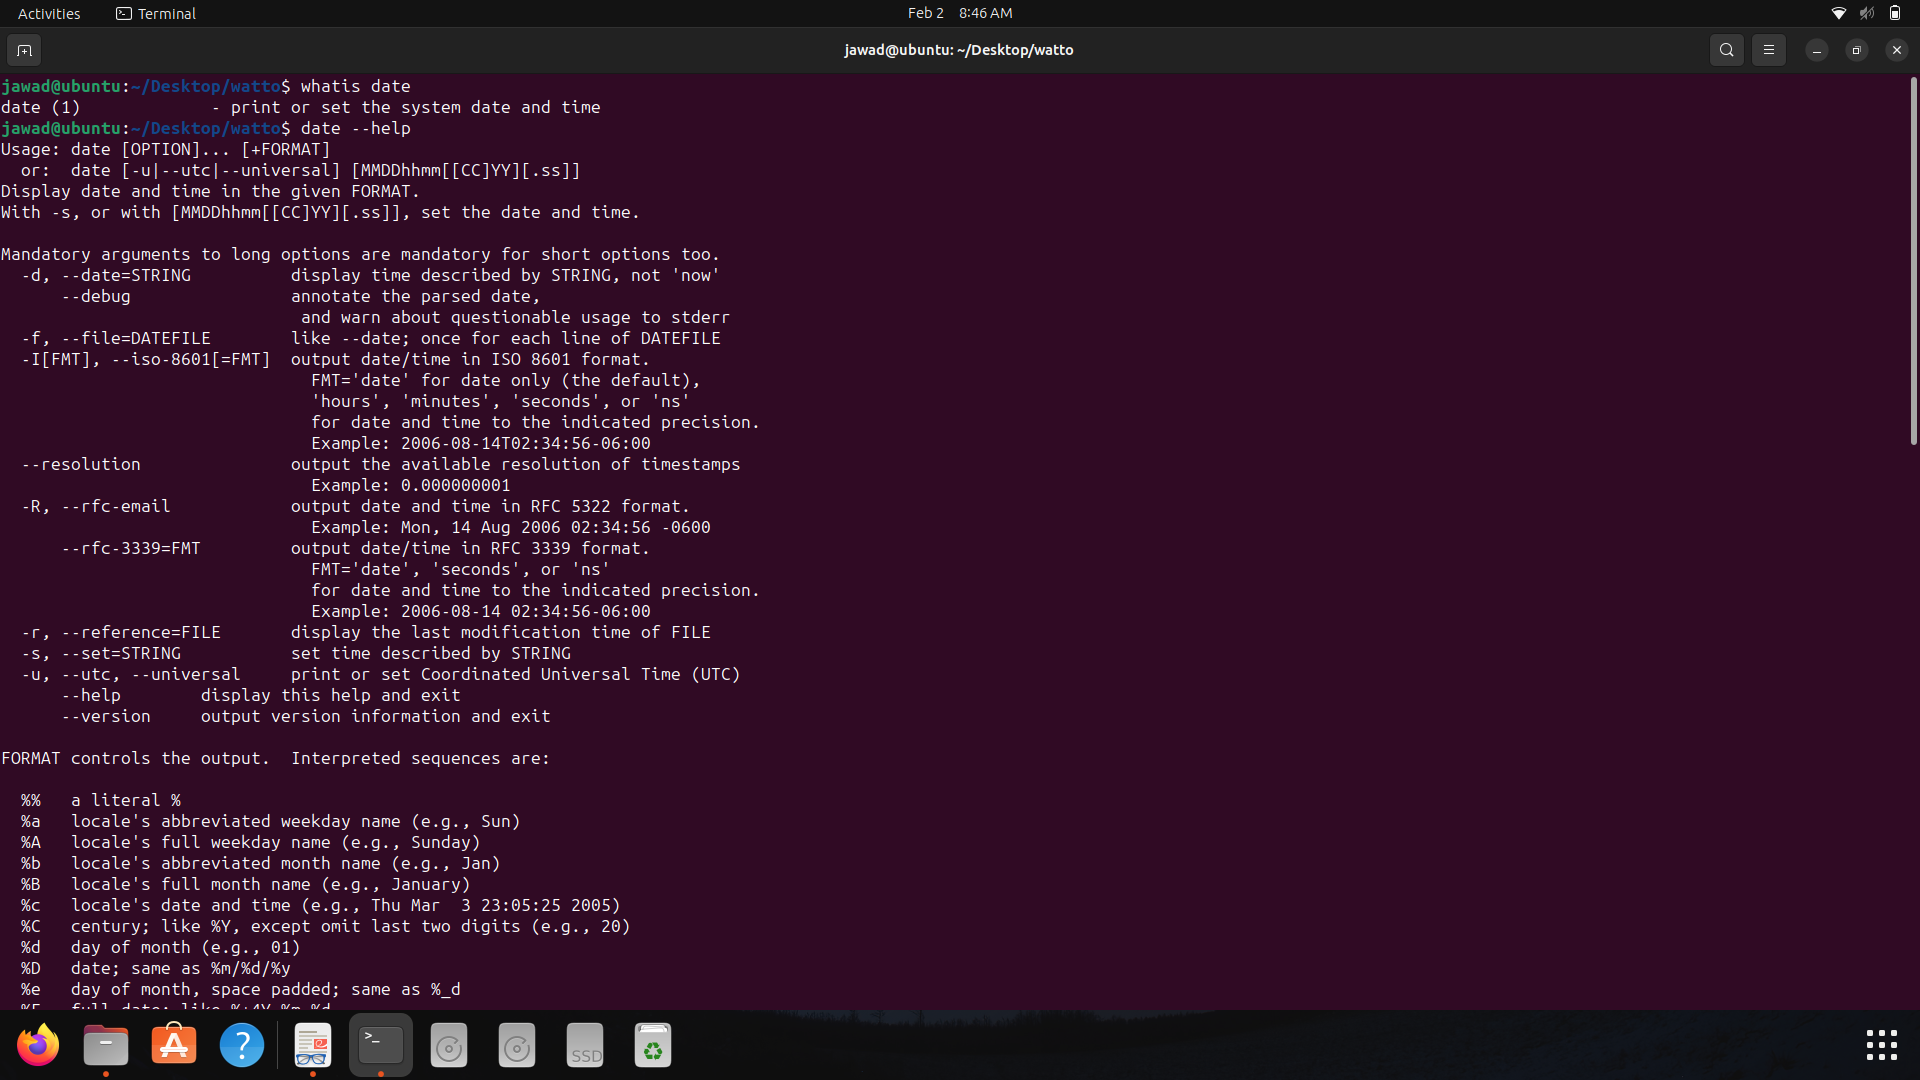 Activities Terminal Feb 2 8:46 AM
jawad@ubuntu: ~/Desktop/watto
jawad@ubuntu:~/Desktop/watto$ whatis date
date (1)             - print or set the system date and time
jawad@ubuntu:~/Desktop/watto$ date --help
Usage: date [OPTION]... [+FORMAT]
  or:  date [-u|--utc|--universal] [MMDDhhmm[[CC]YY][.ss]]
Display date and time in the given FORMAT.
With -s, or with [MMDDhhmm[[CC]YY][.ss]], set the date and time.

Mandatory arguments to long options are mandatory for short options too.
  -d, --date=STRING          display time described by STRING, not 'now'
      --debug                annotate the parsed date,
                              and warn about questionable usage to stderr
  -f, --file=DATEFILE        like --date; once for each line of DATEFILE
  -I[FMT], --iso-8601[=FMT]  output date/time in ISO 8601 format.
                               FMT='date' for date only (the default),
                               'hours', 'minutes', 'seconds', or 'ns'
                               for date and time to the indicated precision.
                               Example: 2006-08-14T02:34:56-06:00
  --resolution               output the available resolution of timestamps
                               Example: 0.000000001
  -R, --rfc-email            output date and time in RFC 5322 format.
                               Example: Mon, 14 Aug 2006 02:34:56 -0600
      --rfc-3339=FMT         output date/time in RFC 3339 format.
                               FMT='date', 'seconds', or 'ns'
                               for date and time to the indicated precision.
                               Example: 2006-08-14 02:34:56-06:00
  -r, --reference=FILE       display the last modification time of FILE
  -s, --set=STRING           set time described by STRING
  -u, --utc, --universal     print or set Coordinated Universal Time (UTC)
      --help        display this help and exit
      --version     output version information and exit

FORMAT controls the output.  Interpreted sequences are:

  %%   a literal %
  %a   locale's abbreviated weekday name (e.g., Sun)
  %A   locale's full weekday name (e.g., Sunday)
  %b   locale's abbreviated month name (e.g., Jan)
  %B   locale's full month name (e.g., January)
  %c   locale's date and time (e.g., Thu Mar  3 23:05:25 2005)
  %C   century; like %Y, except omit last two digits (e.g., 20)
  %d   day of month (e.g., 01)
  %D   date; same as %m/%d/%y
  %e   day of month, space padded; same as %_d
  %F   full date; like %+4Y-%m-%d
SSD